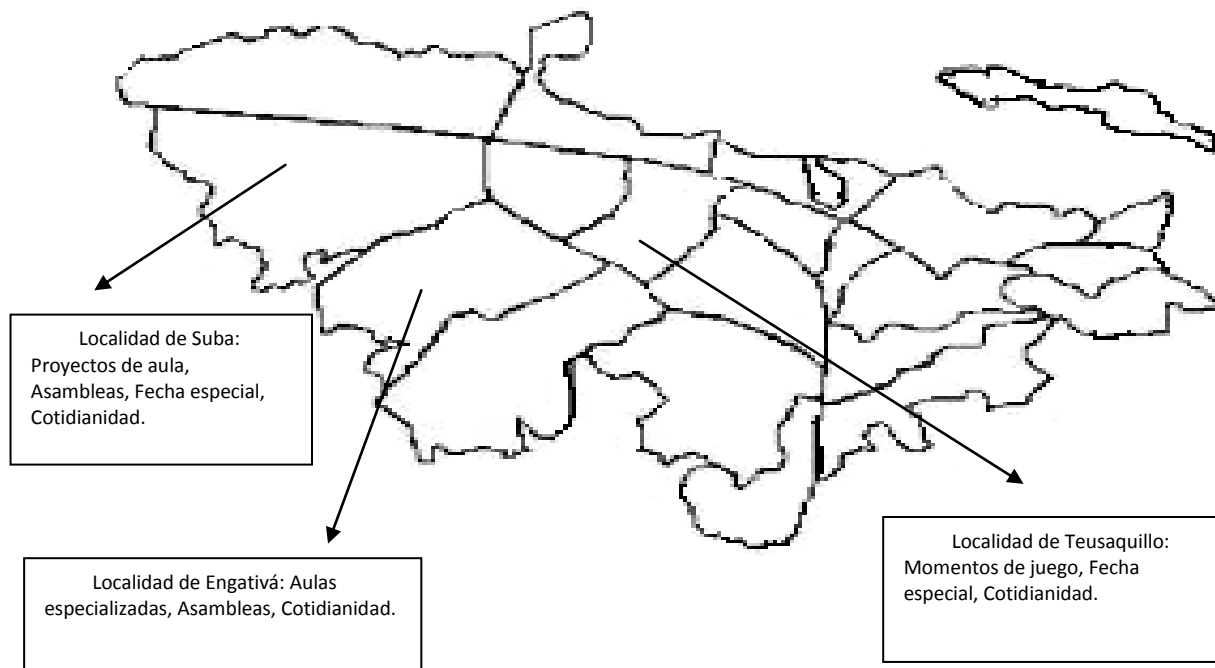 Localidad de Suba:
Proyectos de aula,
Asambleas, Fecha especial,
Cotidianidad.
Localidad de Engativá: Aulas
especializadas, Asambleas, Cotidianidad.
Localidad de Teusaquillo:
Momentos de juego, Fecha
especial, Cotidianidad.